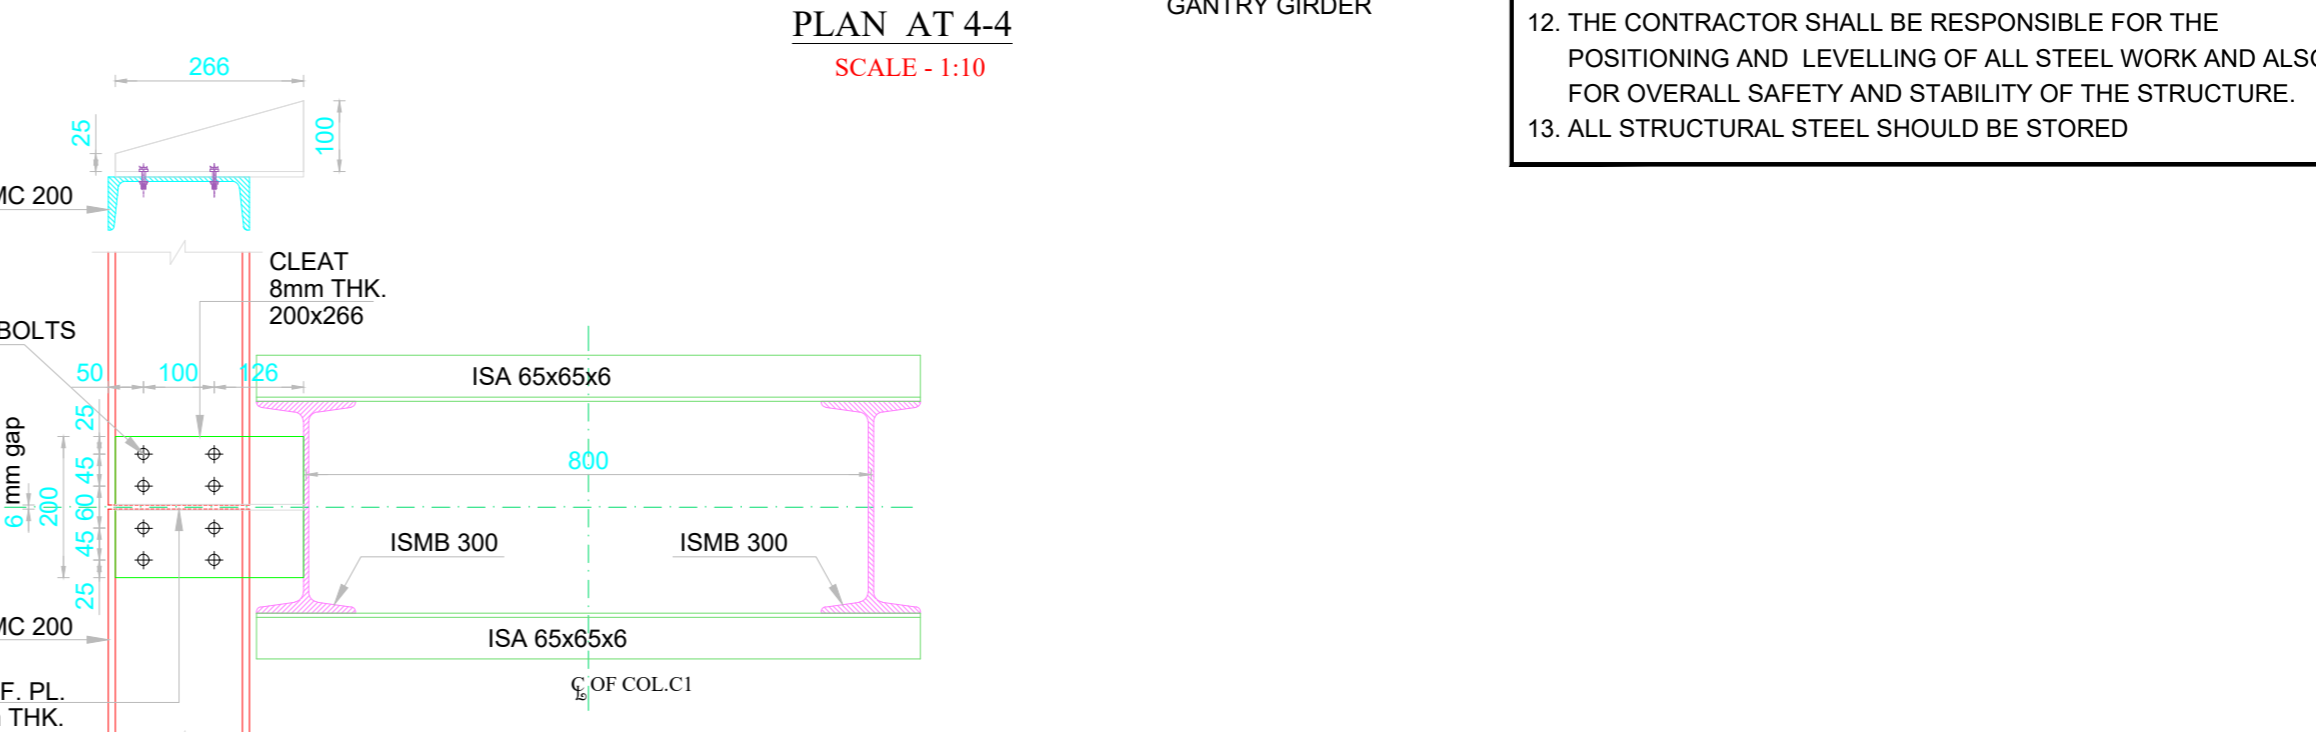 GANTRY GIRDER
PLAN AT 4-4
SCALE - 1:10
12. THE CONTRACTOR SHALL BE RESPONSIBLE FOR THE
POSITIONING AND LEVELLING OF ALL STEEL WORK AND ALSO
FOR OVERALL SAFETY AND STABILITY OF THE STRUCTURE.
13. ALL STRUCTURAL STEEL SHOULD BE STORED
266
25
100
MC 200
CLEAT
8mm THK.
200x266
BOLTS
50 100 126
25
45
60
45
25
200
6 mm gap
ISA 65x65x6
800
ISMB 300
ISMB 300
ISA 65x65x6
MC 200
F. PL.
THK.
℄ OF COL.C1